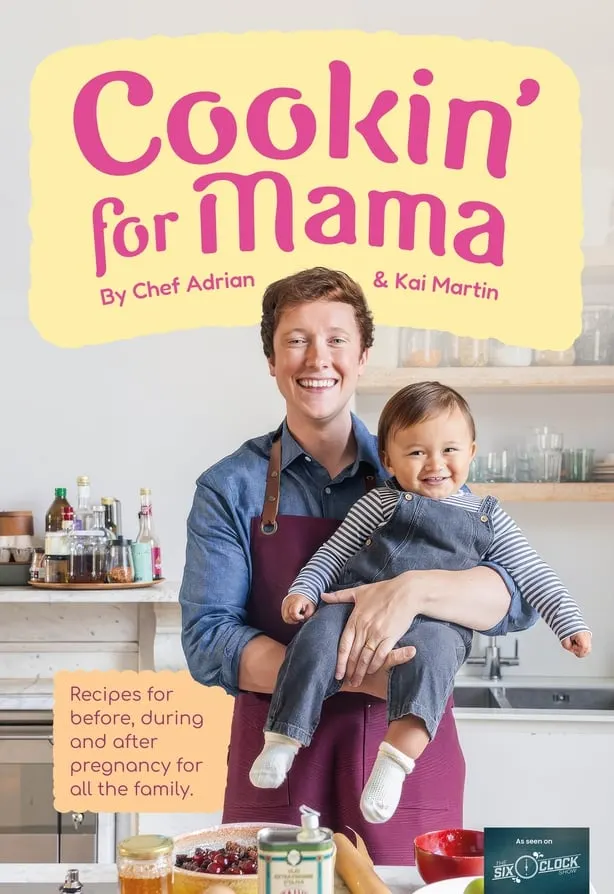 Cookin'
for Mama
By Chef Adrian & Kai Martin
Recipes for
before, during
and after
pregnancy for
all the family.
As seen on
THE
SIX O'CLOCK
SHOW